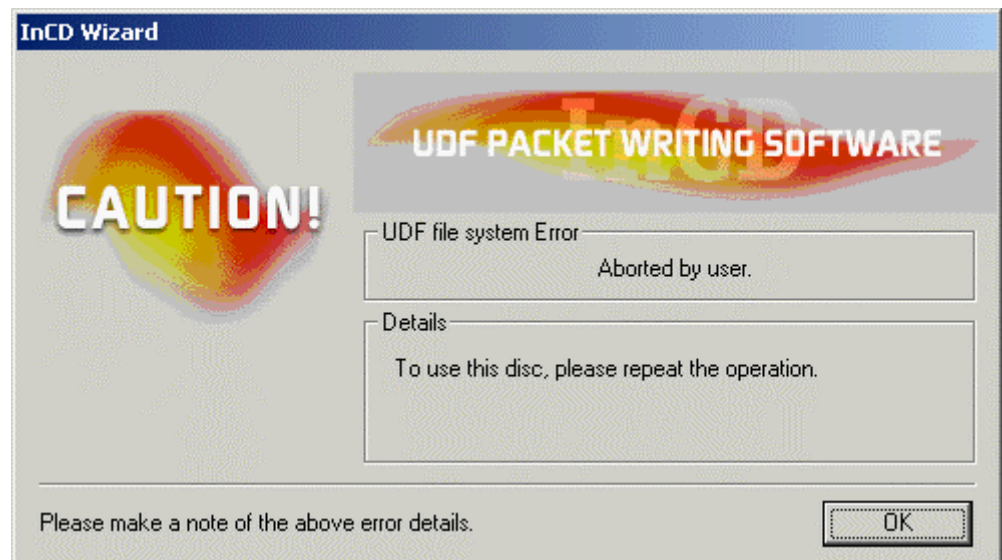 InCD Wizard
InCD
UDF PACKET WRITING SOFTWARE
CAUTION!
UDF file system Error
Aborted by user.
Details
To use this disc, please repeat the operation.
Please make a note of the above error details.
OK